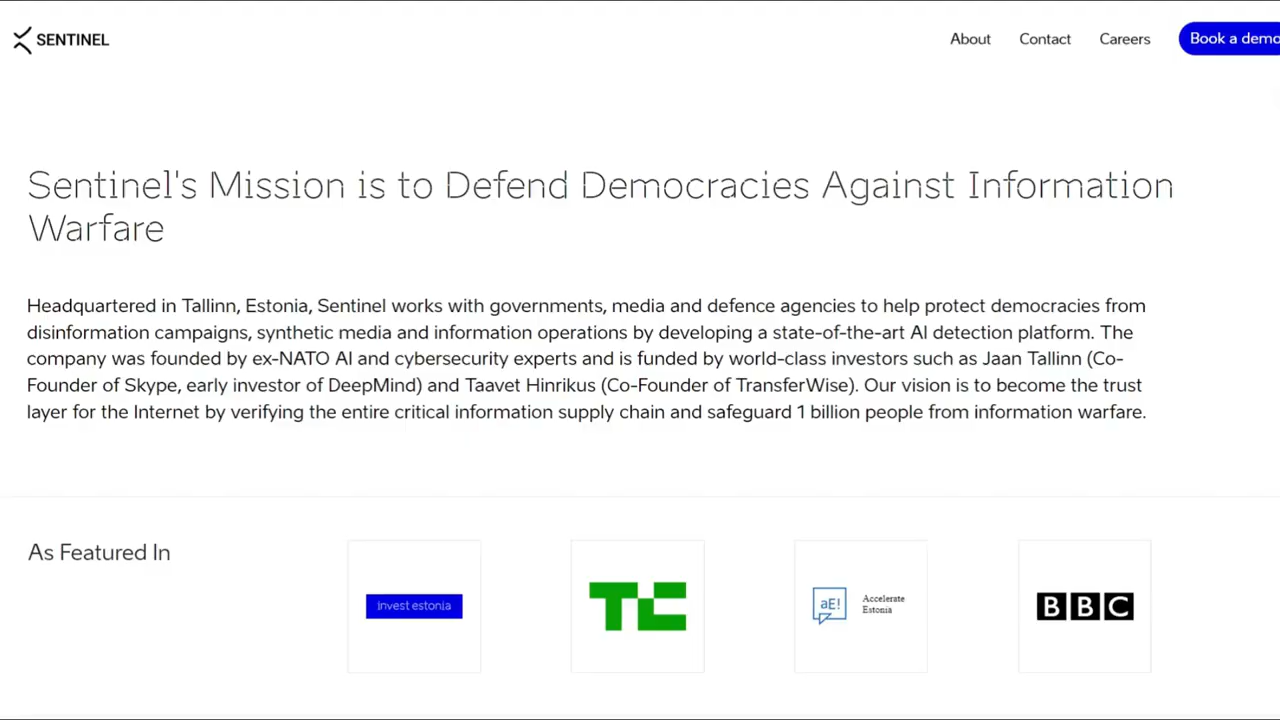 SENTINEL
About
Contact
Careers
Book a demo
Sentinel's Mission is to Defend Democracies Against Information
Warfare
Headquartered in Tallinn, Estonia, Sentinel works with governments, media and defence agencies to help protect democracies from
disinformation campaigns, synthetic media and information operations by developing a state-of-the-art AI detection platform. The
company was founded by ex-NATO AI and cybersecurity experts and is funded by world-class investors such as Jaan Tallinn (Co-
Founder of Skype, early investor of DeepMind) and Taavet Hinrikus (Co-Founder of TransferWise). Our vision is to become the trust
layer for the Internet by verifying the entire critical information supply chain and safeguard 1 billion people from information warfare.
As Featured In
invest estonia
TC
aE!
Accelerate
Estonia
BBC